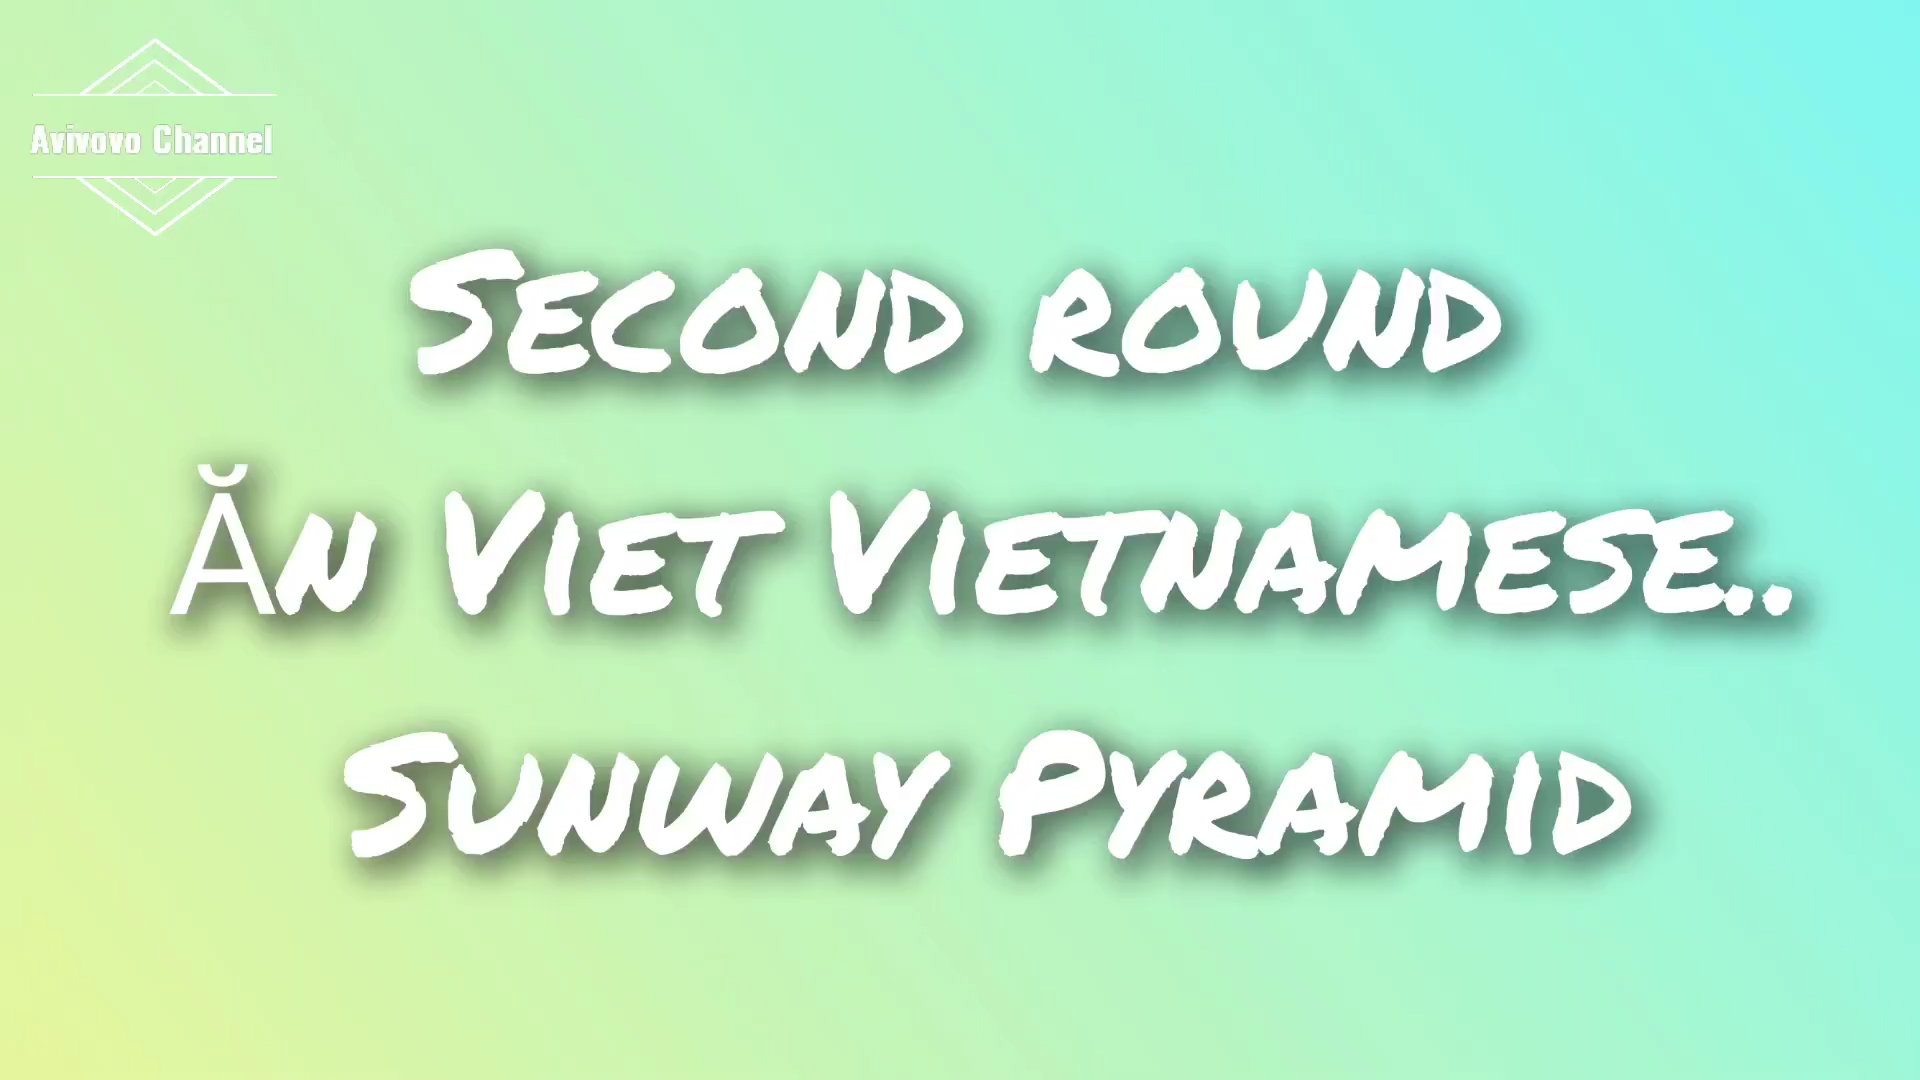 Avivovo Channel
Second round
Ăn Viet Vietnamese..
Sunway Pyramid